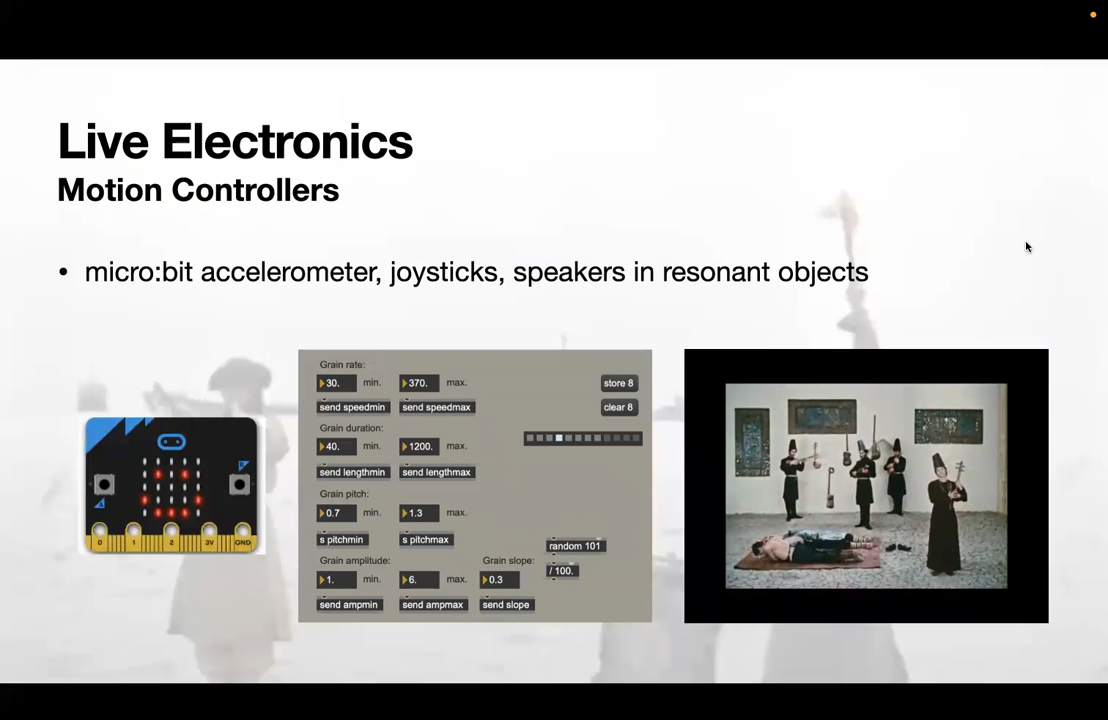 Live Electronics
Motion Controllers
• micro:bit accelerometer, joysticks, speakers in resonant objects
Grain rate:
30. min. 370. max.
send speedmin send speedmax
store 8
clear 8
Grain duration:
40. min. 1200. max.
send lengthmin send lengthmax
Grain pitch:
0.7 min. 1.3 max.
s pitchmin s pitchmax
random 101
/ 100.
Grain amplitude: Grain slope:
1. min. 6. max. 0.3
send ampmin send ampmax send slope
0 1 2 3V GND